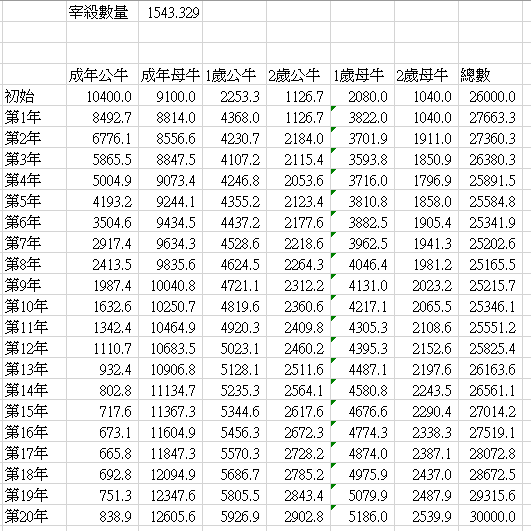 宰殺數量 1543.329
成年公牛 成年母牛 1歲公牛 2歲公牛 1歲母牛 2歲母牛 總數
初始 10400.0 9100.0 2253.3 1126.7 2080.0 1040.0 26000.0
第1年 8492.7 8814.0 4368.0 1126.7 3822.0 1040.0 27663.3
第2年 6776.1 8556.6 4230.7 2184.0 3701.9 1911.0 27360.3
第3年 5865.5 8847.5 4107.2 2115.4 3593.8 1850.9 26380.3
第4年 5004.9 9073.4 4246.8 2053.6 3716.0 1796.9 25891.5
第5年 4193.2 9244.1 4355.2 2123.4 3810.8 1858.0 25584.8
第6年 3504.6 9434.5 4437.2 2177.6 3882.5 1905.4 25341.9
第7年 2917.4 9634.3 4528.6 2218.6 3962.5 1941.3 25202.6
第8年 2413.5 9835.6 4624.5 2264.3 4046.4 1981.2 25165.5
第9年 1987.4 10040.8 4721.1 2312.2 4131.0 2023.2 25215.7
第10年 1632.6 10250.7 4819.6 2360.6 4217.1 2065.5 25346.1
第11年 1342.4 10464.9 4920.3 2409.8 4305.3 2108.6 25551.2
第12年 1110.7 10683.5 5023.1 2460.2 4395.3 2152.6 25825.4
第13年 932.4 10906.8 5128.1 2511.6 4487.1 2197.6 26163.6
第14年 802.8 11134.7 5235.3 2564.1 4580.8 2243.5 26561.1
第15年 717.6 11367.3 5344.6 2617.6 4676.6 2290.4 27014.2
第16年 673.1 11604.9 5456.3 2672.3 4774.3 2338.3 27519.1
第17年 665.8 11847.3 5570.3 2728.2 4874.0 2387.1 28072.8
第18年 692.8 12094.9 5686.7 2785.2 4975.9 2437.0 28672.5
第19年 751.3 12347.6 5805.5 2843.4 5079.9 2487.9 29315.6
第20年 838.9 12605.6 5926.9 2902.8 5186.0 2539.9 30000.0